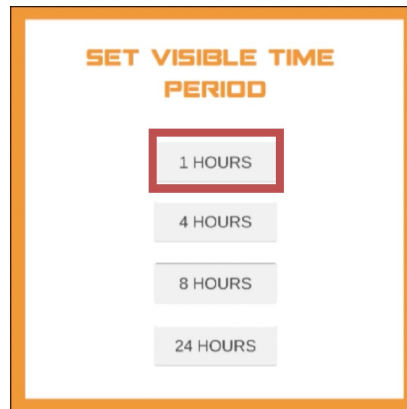 SET VISIBLE TIME
PERIOD
1 HOURS
4 HOURS
8 HOURS
24 HOURS